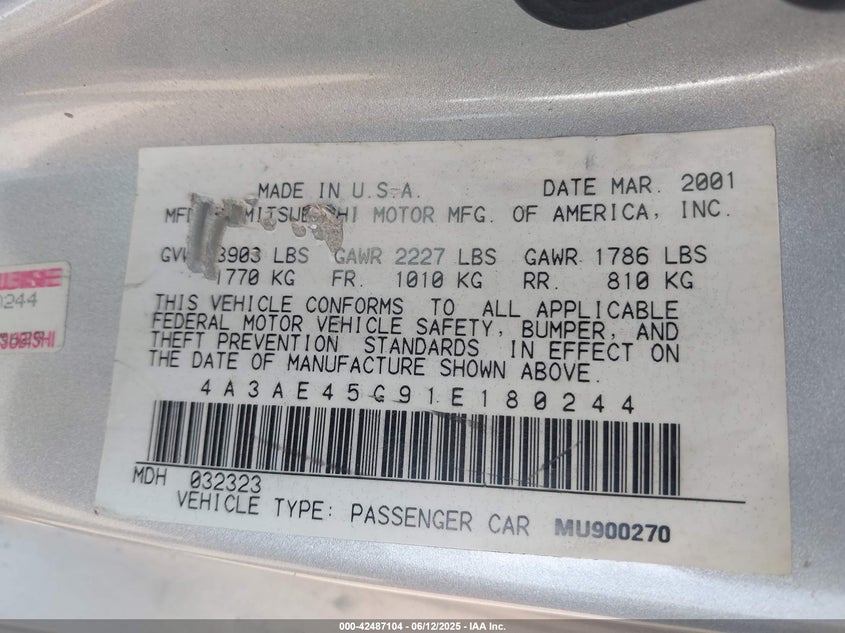 MADE IN U.S.A. DATE MAR. 2001
MITSUBISHI MOTOR MFG. OF AMERICA, INC.
3903 LBS GAWR 2227 LBS GAWR 1786 LBS
1770 KG FR. 1010 KG RR. 810 KG
THIS VEHICLE CONFORMS TO ALL APPLICABLE
FEDERAL MOTOR VEHICLE SAFETY, BUMPER, AND
THEFT PREVENTION STANDARDS IN EFFECT ON
THE DATE OF MANUFACTURE SHOWN ABOVE.
4A3AE45G91E180244
MDH 032323
VEHICLE TYPE: PASSENGER CAR MU900270
0244
000-42487104 - 06/12/2025 - IAA Inc.